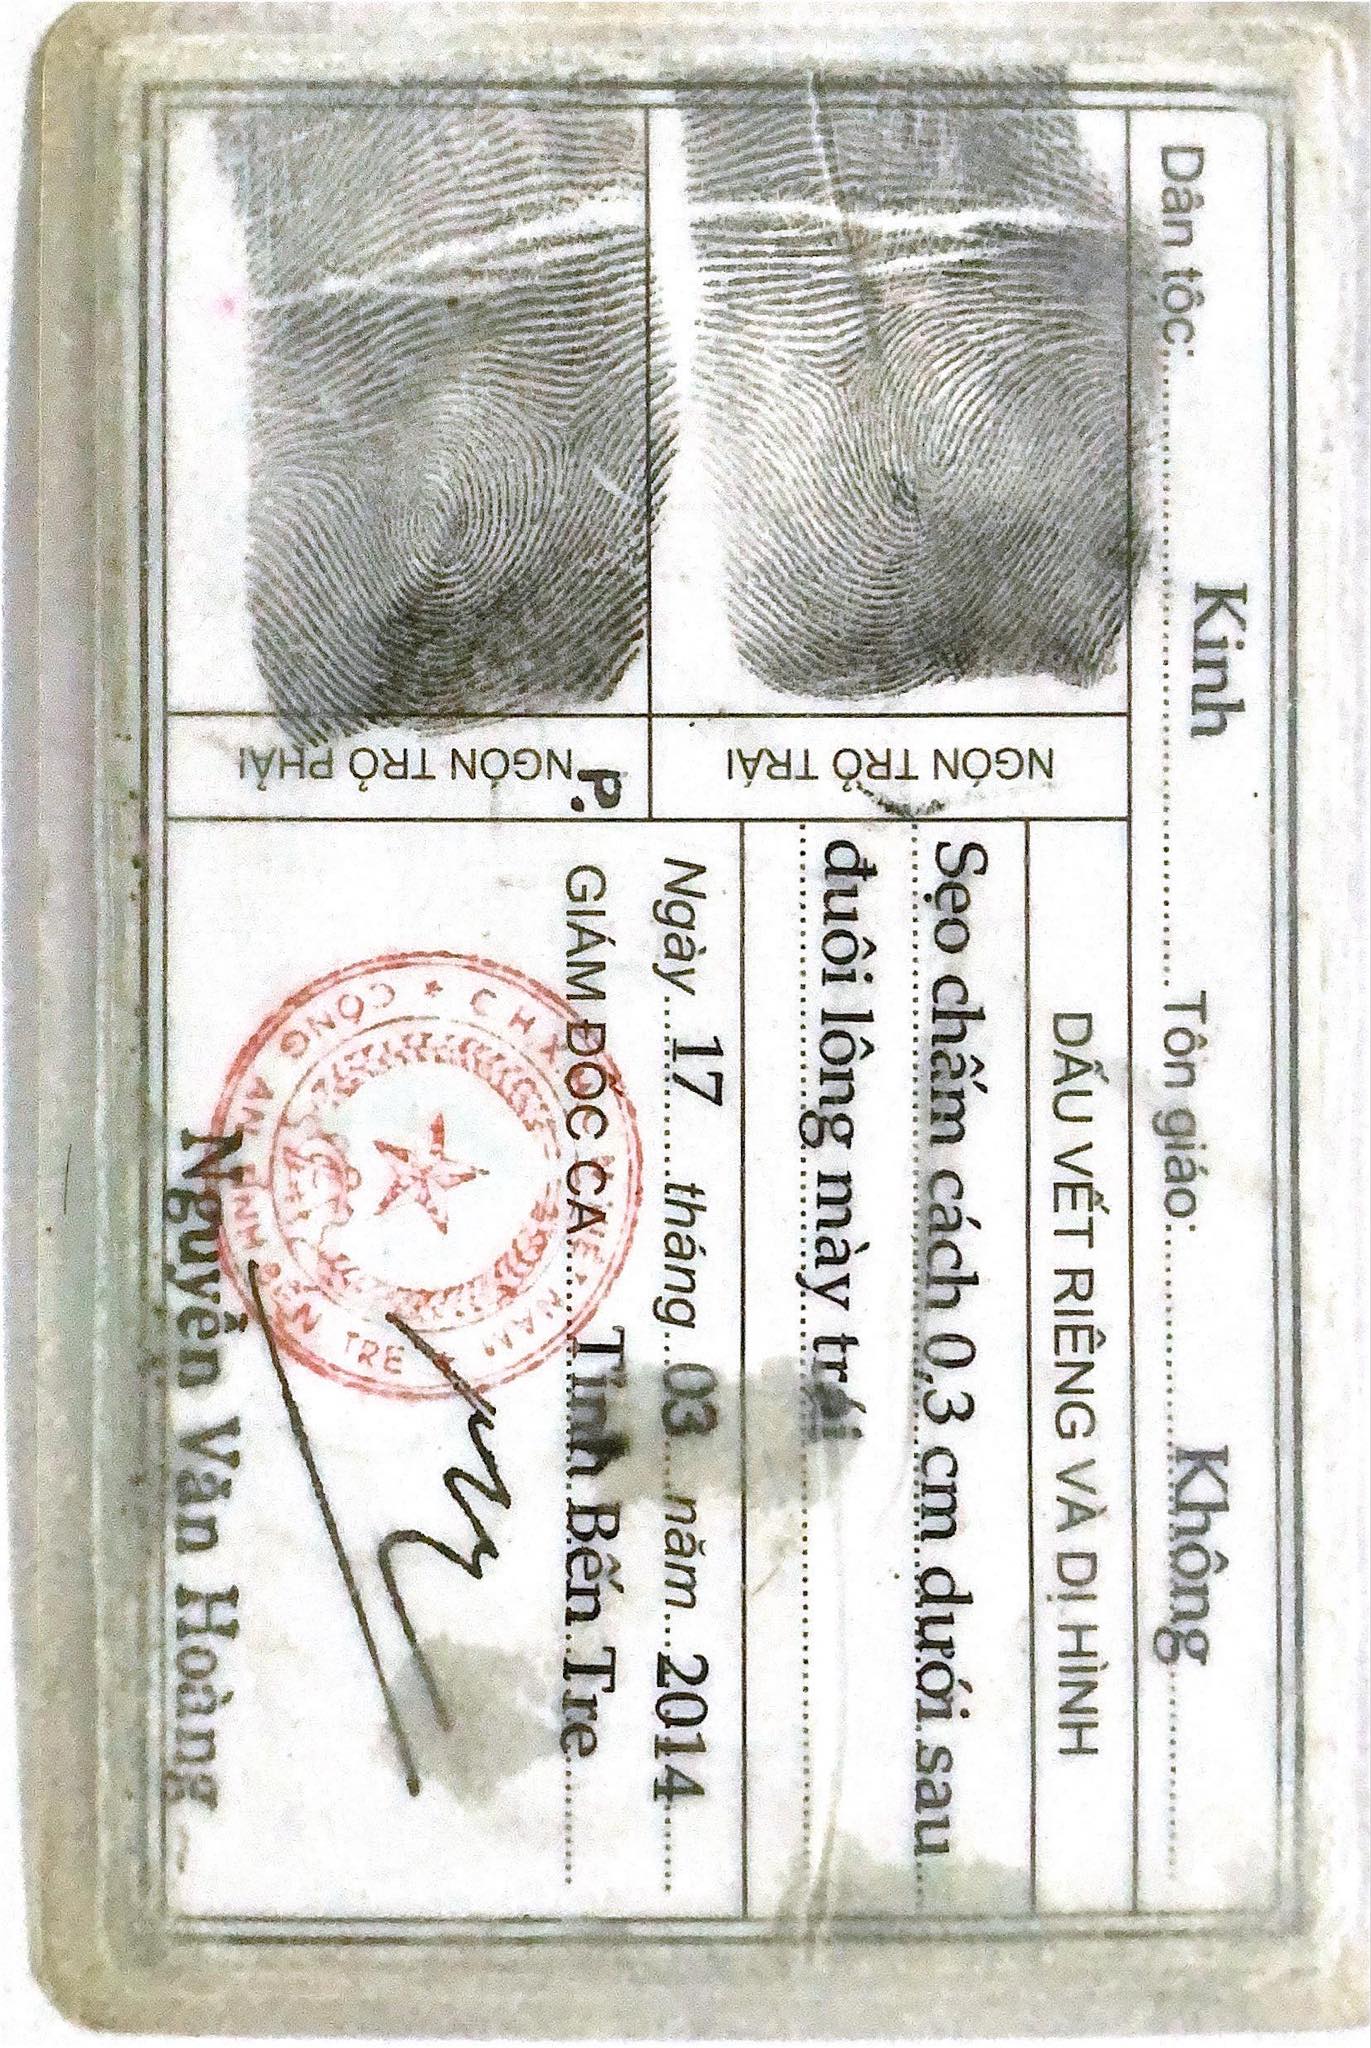 Dân tộc: Kinh Tôn giáo: Không
NGÓN TRỎ TRÁI
DẤU VẾT RIÊNG VÀ DỊ HÌNH
Sẹo chấm cách 0,3 cm dưới sau
đuôi lông mày trái
NGÓN TRỎ PHẢI
Ngày 17 tháng 03 năm 2014
P. GIÁM ĐỐC CA Tỉnh Bến Tre
CÔNG AN TỈNH BẾN TRE
Nguyễn Văn Hoàng